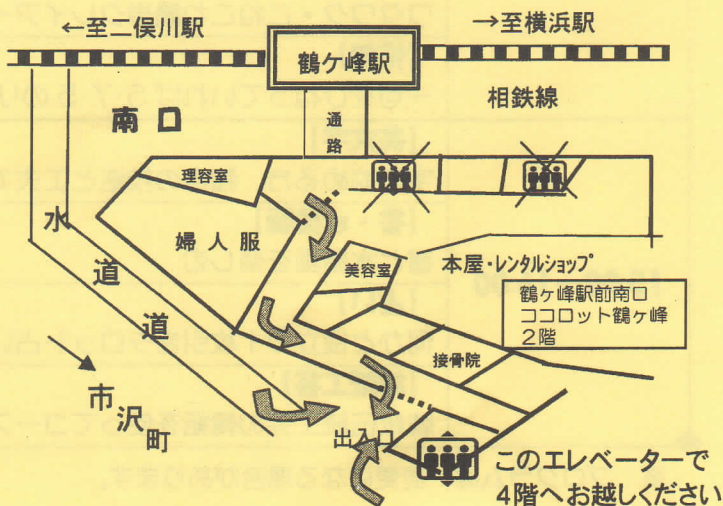 ←至二俣川駅
→至横浜駅
鶴ケ峰駅
相鉄線
南口
通路
理容室
婦人服
水道道
美容室
本屋・レンタルショップ
鶴ヶ峰駅前南口
ココロット鶴ヶ峰
2階
接骨院
市沢町
出入口
このエレベーターで
4階へお越しください